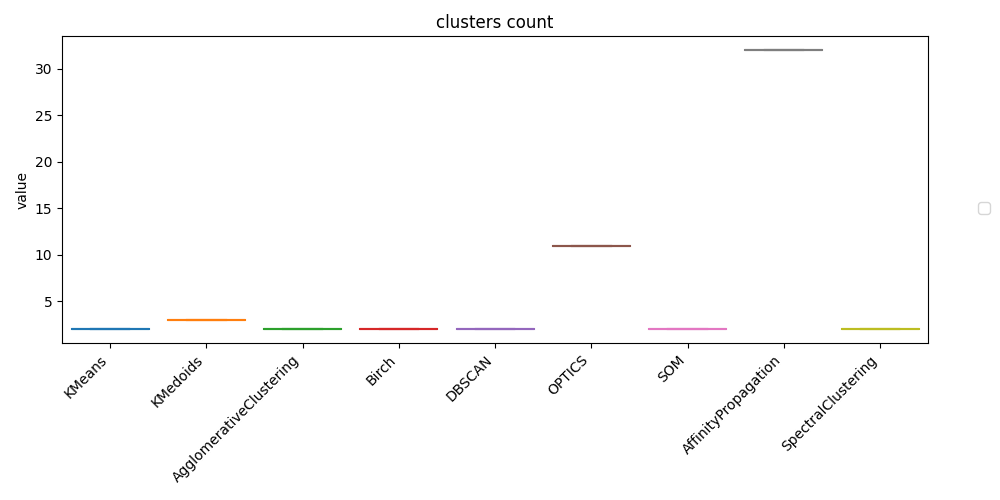 clusters count
value
30
25
20
15
10
5
KMeans
KMedoids
AgglomerativeClustering
Birch
DBSCAN
OPTICS
SOM
AffinityPropagation
SpectralClustering